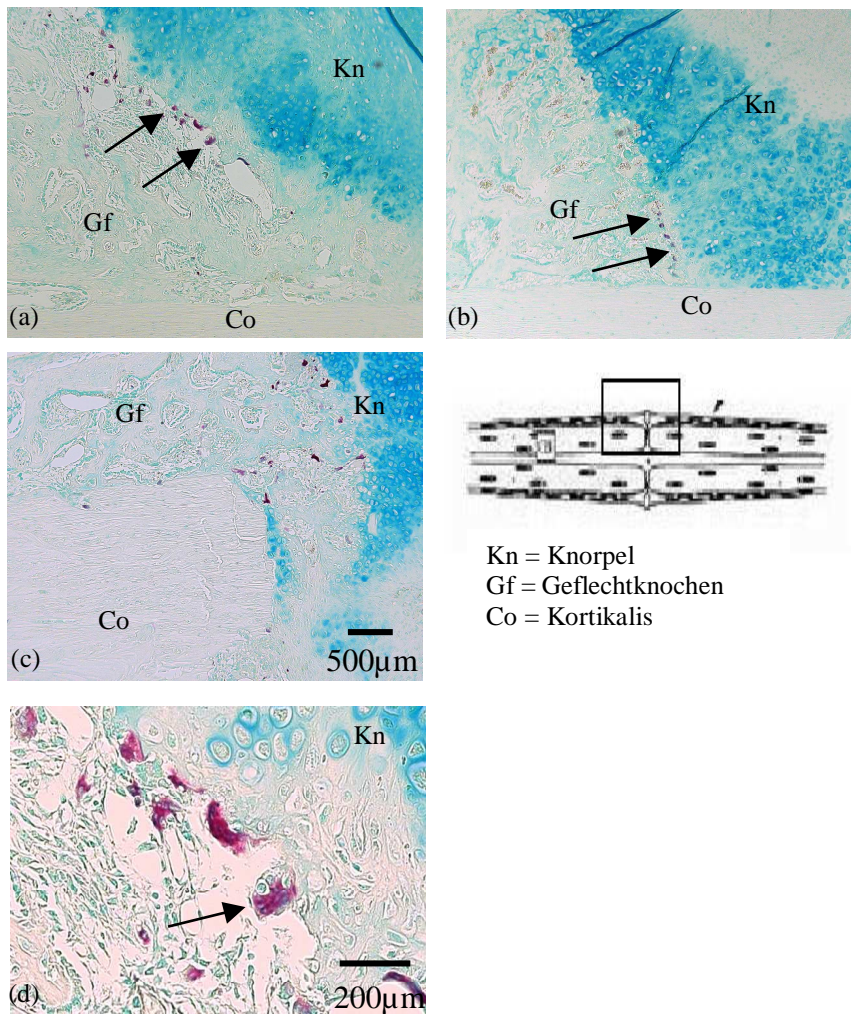 Kn
Gf
(a)
Co
Kn
Gf
Co
(b)
Gf
Kn
Co
(c)
500µm
Kn = Knorpel
Gf = Geflechtknochen
Co = Kortikalis
Kn
(d)
200µm